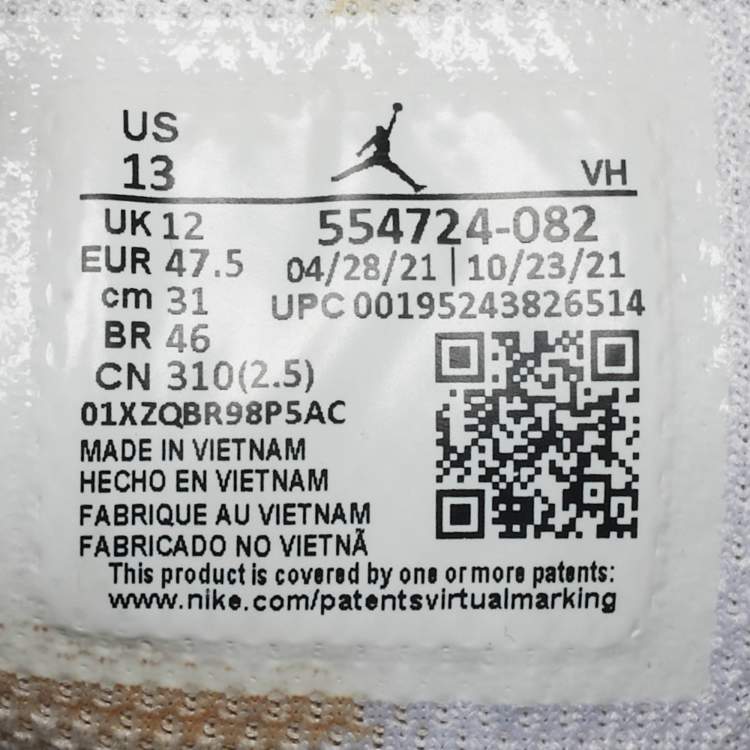 US
13
VH
UK 12
554724-082
EUR 47.5
04/28/21 | 10/23/21
cm 31
UPC 00195243826514
BR 46
CN 310(2.5)
01XZQBR98P5AC
MADE IN VIETNAM
HECHO EN VIETNAM
FABRIQUE AU VIETNAM
FABRICADO NO VIETNÃ
This product is covered by one or more patents:
www.nike.com/patentsvirtualmarking